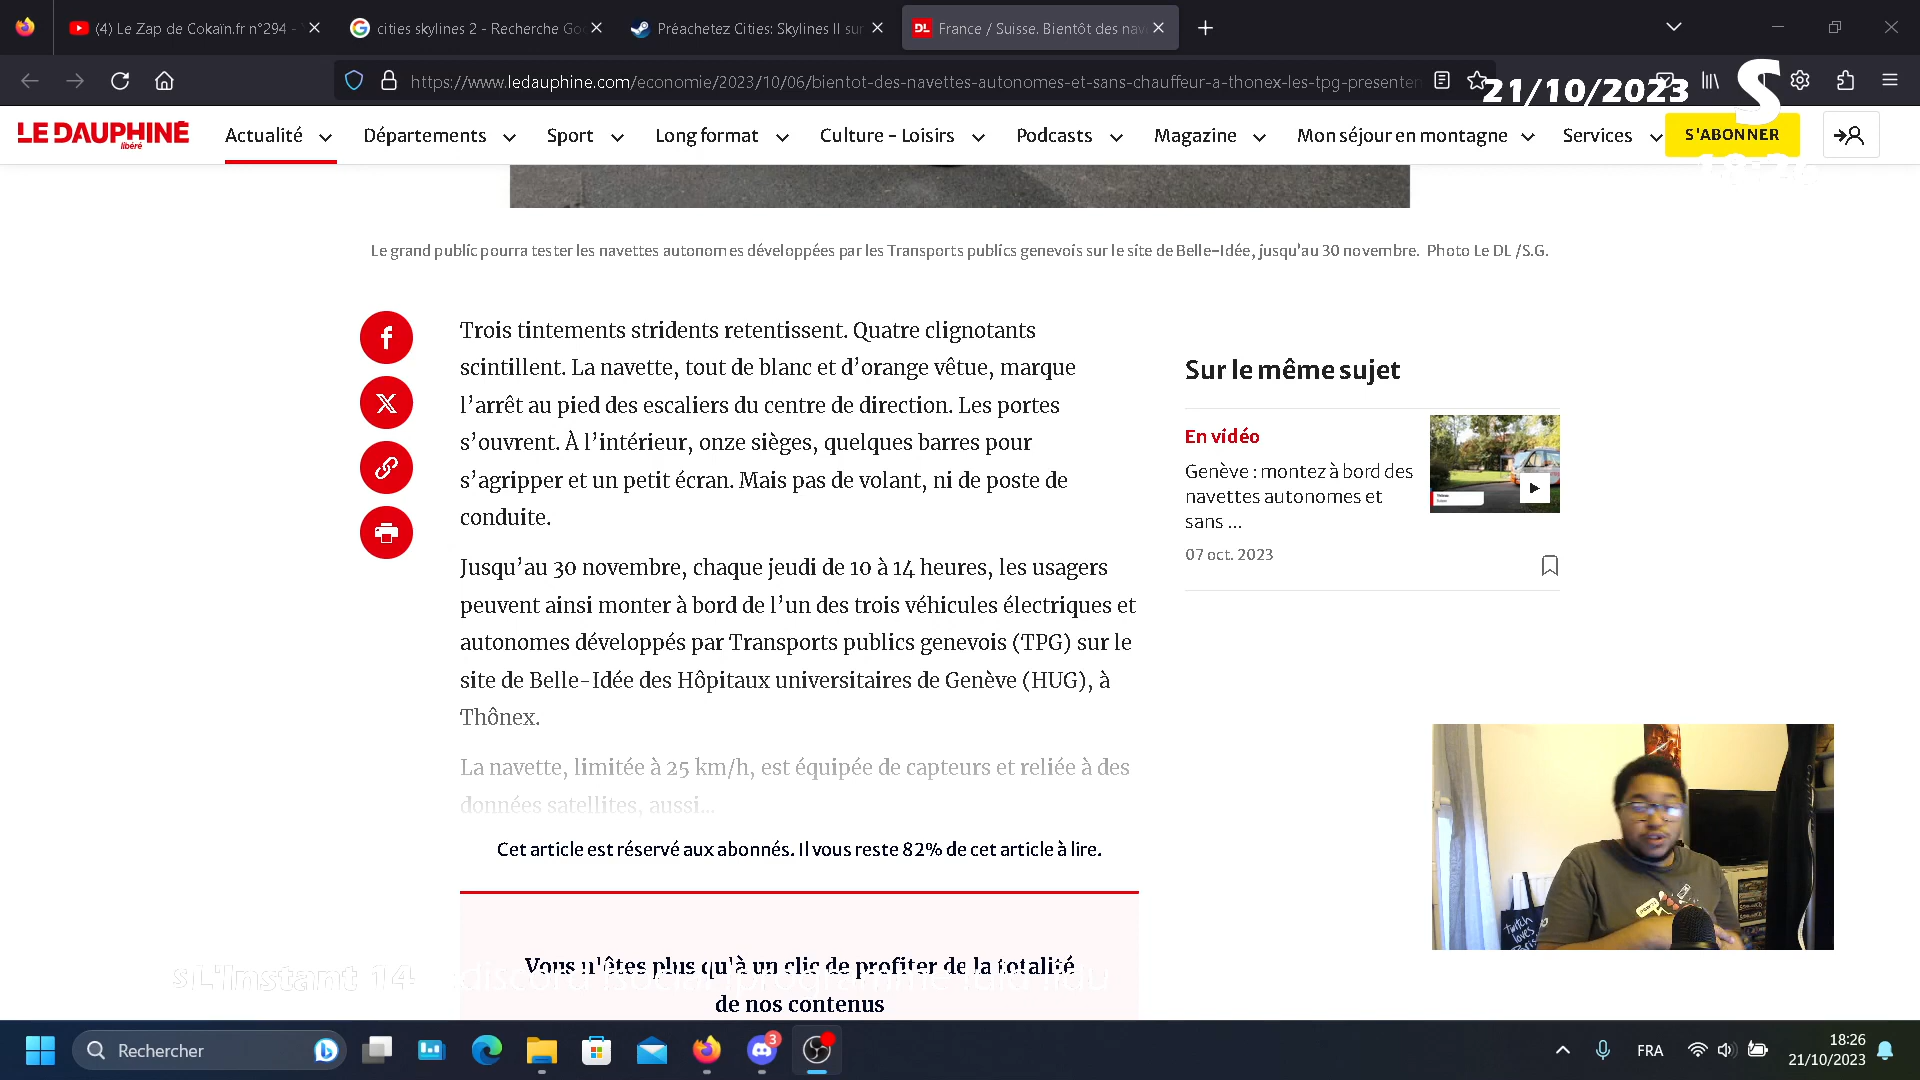 (4) Le Zap de Cokaïn.fr n°294 -
cities skylines 2 - Recherche Goo
Préachetez Cities: Skylines II sur
DL France / Suisse. Bientôt des nav
https://www.ledauphine.com/economie/2023/10/06/bientot-des-navettes-autonomes-et-sans-chauffeur-a-thonex-les-tpg-presenten
21/10/2023
S
LE DAUPHINÉ
libéré
Actualité
Départements
Sport
Long format
Culture - Loisirs
Podcasts
Magazine
Mon séjour en montagne
Services
S'ABONNER
Le grand public pourra tester les navettes autonomes développées par les Transports publics genevois sur le site de Belle-Idée, jusqu'au 30 novembre. Photo Le DL /S.G.
Trois tintements stridents retentissent. Quatre clignotants
scintillent. La navette, tout de blanc et d’orange vêtue, marque
l’arrêt au pied des escaliers du centre de direction. Les portes
s’ouvrent. À l’intérieur, onze sièges, quelques barres pour
s’agripper et un petit écran. Mais pas de volant, ni de poste de
conduite.
Jusqu’au 30 novembre, chaque jeudi de 10 à 14 heures, les usagers
peuvent ainsi monter à bord de l’un des trois véhicules électriques et
autonomes développés par Transports publics genevois (TPG) sur le
site de Belle-Idée des Hôpitaux universitaires de Genève (HUG), à
Thônex.
La navette, limitée à 25 km/h, est équipée de capteurs et reliée à des
données satellites, aussi...
Cet article est réservé aux abonnés. Il vous reste 82% de cet article à lire.
Vous n'êtes plus qu'à un clic de profiter de la totalité
de nos contenus
Sur le même sujet
En vidéo
Genève : montez à bord des
navettes autonomes et
sans ...
07 oct. 2023
twitch
loves
L'instant 14
Rechercher
3
FRA
18:26
21/10/2023